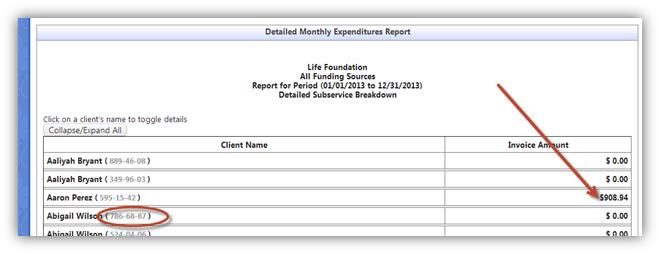 Detailed Monthly Expenditures Report
Life Foundation
All Funding Sources
Report for Period (01/01/2013 to 12/31/2013)
Detailed Subservice Breakdown
Click on a client's name to toggle details
Collapse/Expand All
Client Name Invoice Amount
Aaliyah Bryant ( 889-46-08 ) $ 0.00
Aaliyah Bryant ( 349-96-03 ) $ 0.00
Aaron Perez ( 595-15-42 ) $908.94
Abigail Wilson ( 786-68-87 ) $ 0.00
Abigail Wilson ( 524-04-06 ) $ 0.00